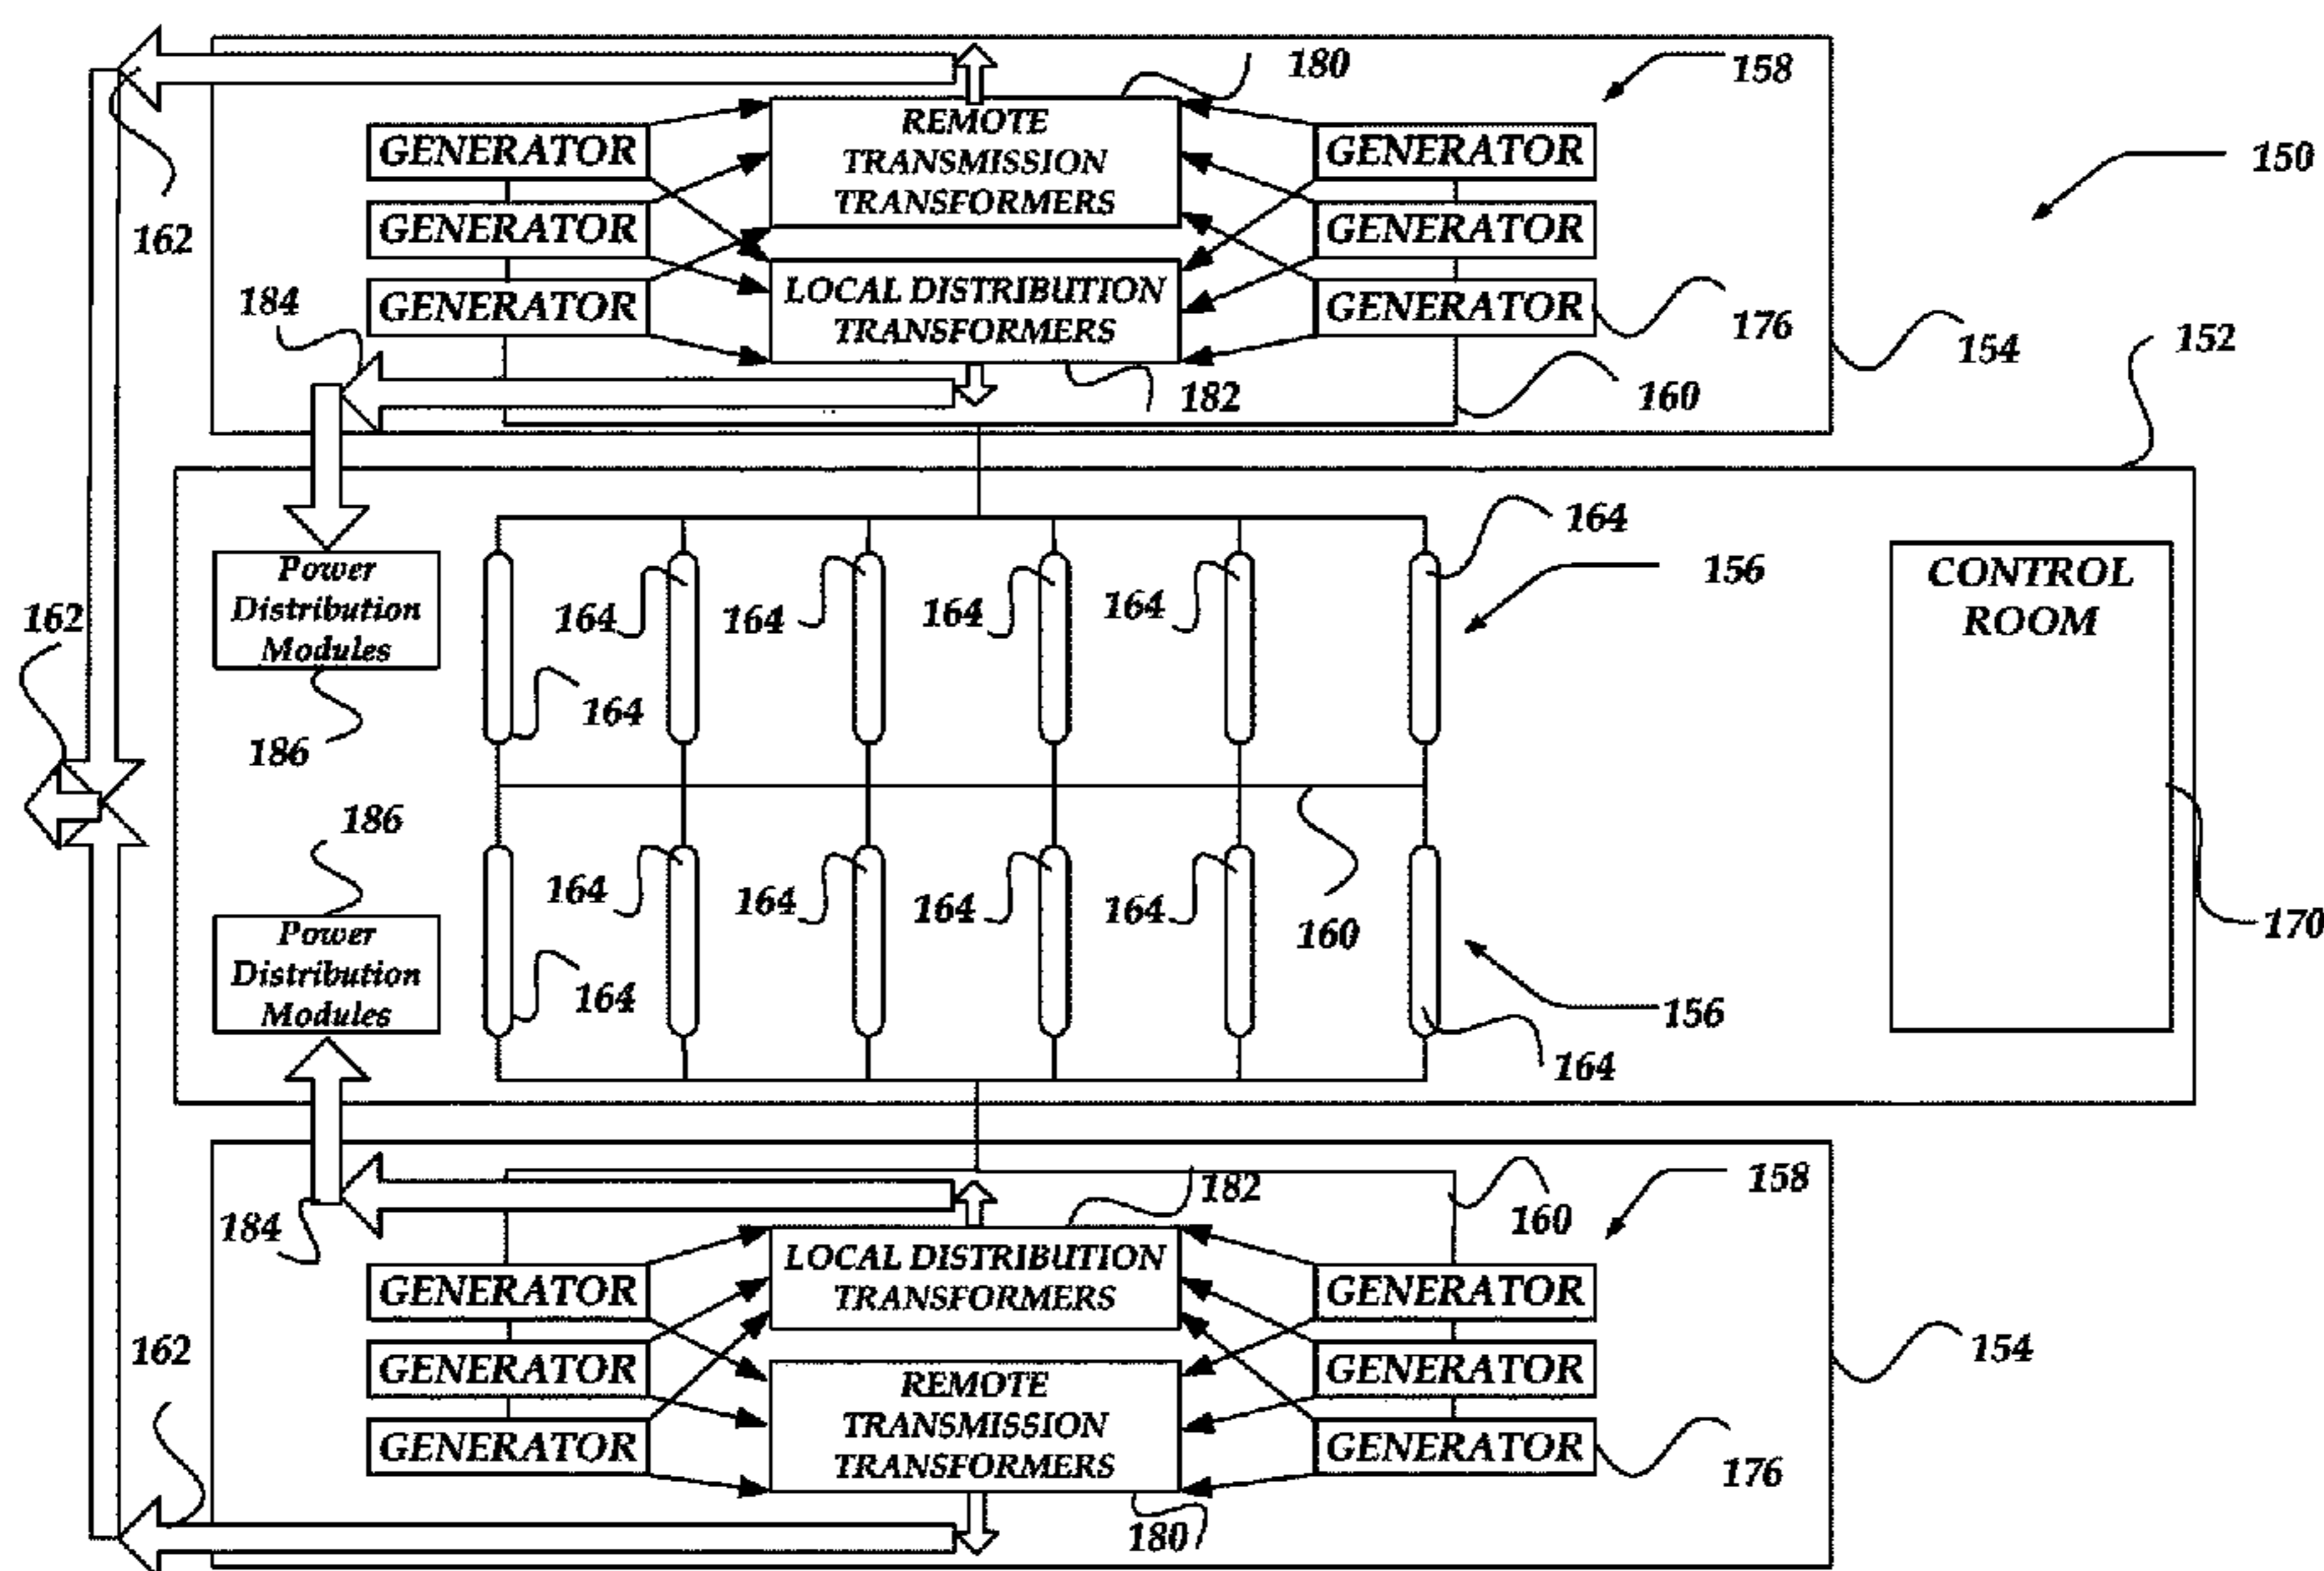 180
158
REMOTE
TRANSMISSION
TRANSFORMERS
GENERATOR
GENERATOR
150
162
GENERATOR
GENERATOR
184
LOCAL DISTRIBUTION
TRANSFORMERS
GENERATOR
GENERATOR
176
154
152
182
160
164
156
Power
Distribution
Modules
CONTROL
ROOM
162
164
164
164
164
164
186
186
164
164
164
164
160
170
Power
Distribution
Modules
164
156
164
184
182
160
158
LOCAL DISTRIBUTION
TRANSFORMERS
GENERATOR
GENERATOR
162
GENERATOR
GENERATOR
154
REMOTE
TRANSMISSION
TRANSFORMERS
GENERATOR
GENERATOR
176
180